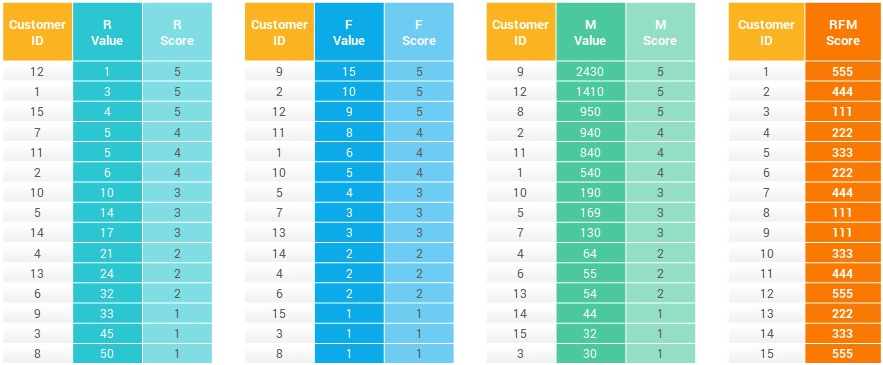 Customer ID R Value R Score Customer ID F Value F Score Customer ID M Value M Score Customer ID RFM Score
12 1 5 9 15 5 9 2430 5 1 555
1 3 5 2 10 5 12 1410 5 2 444
15 4 5 12 9 5 8 950 5 3 111
7 5 4 11 8 4 2 940 4 4 222
11 5 4 1 6 4 11 840 4 5 333
2 6 4 10 5 4 1 540 4 6 222
10 10 3 5 4 3 10 190 3 7 444
5 14 3 7 3 3 5 169 3 8 111
14 17 3 13 3 3 7 130 3 9 111
4 21 2 14 2 2 4 64 2 10 333
13 24 2 4 2 2 6 55 2 11 444
6 32 2 6 2 2 13 54 2 12 555
9 33 1 15 1 1 14 44 1 13 222
3 45 1 3 1 1 15 32 1 14 333
8 50 1 8 1 1 3 30 1 15 555